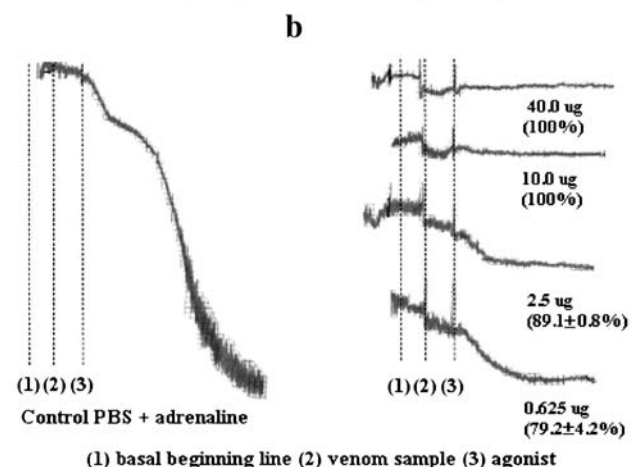 b
40.0 ug
(100%)
10.0 ug
(100%)
2.5 ug
(89.1±0.8%)
0.625 ug
(79.2±4.2%)
(1) (2) (3)
(1) (2) (3)
Control PBS + adrenaline
(1) basal beginning line (2) venom sample (3) agonist